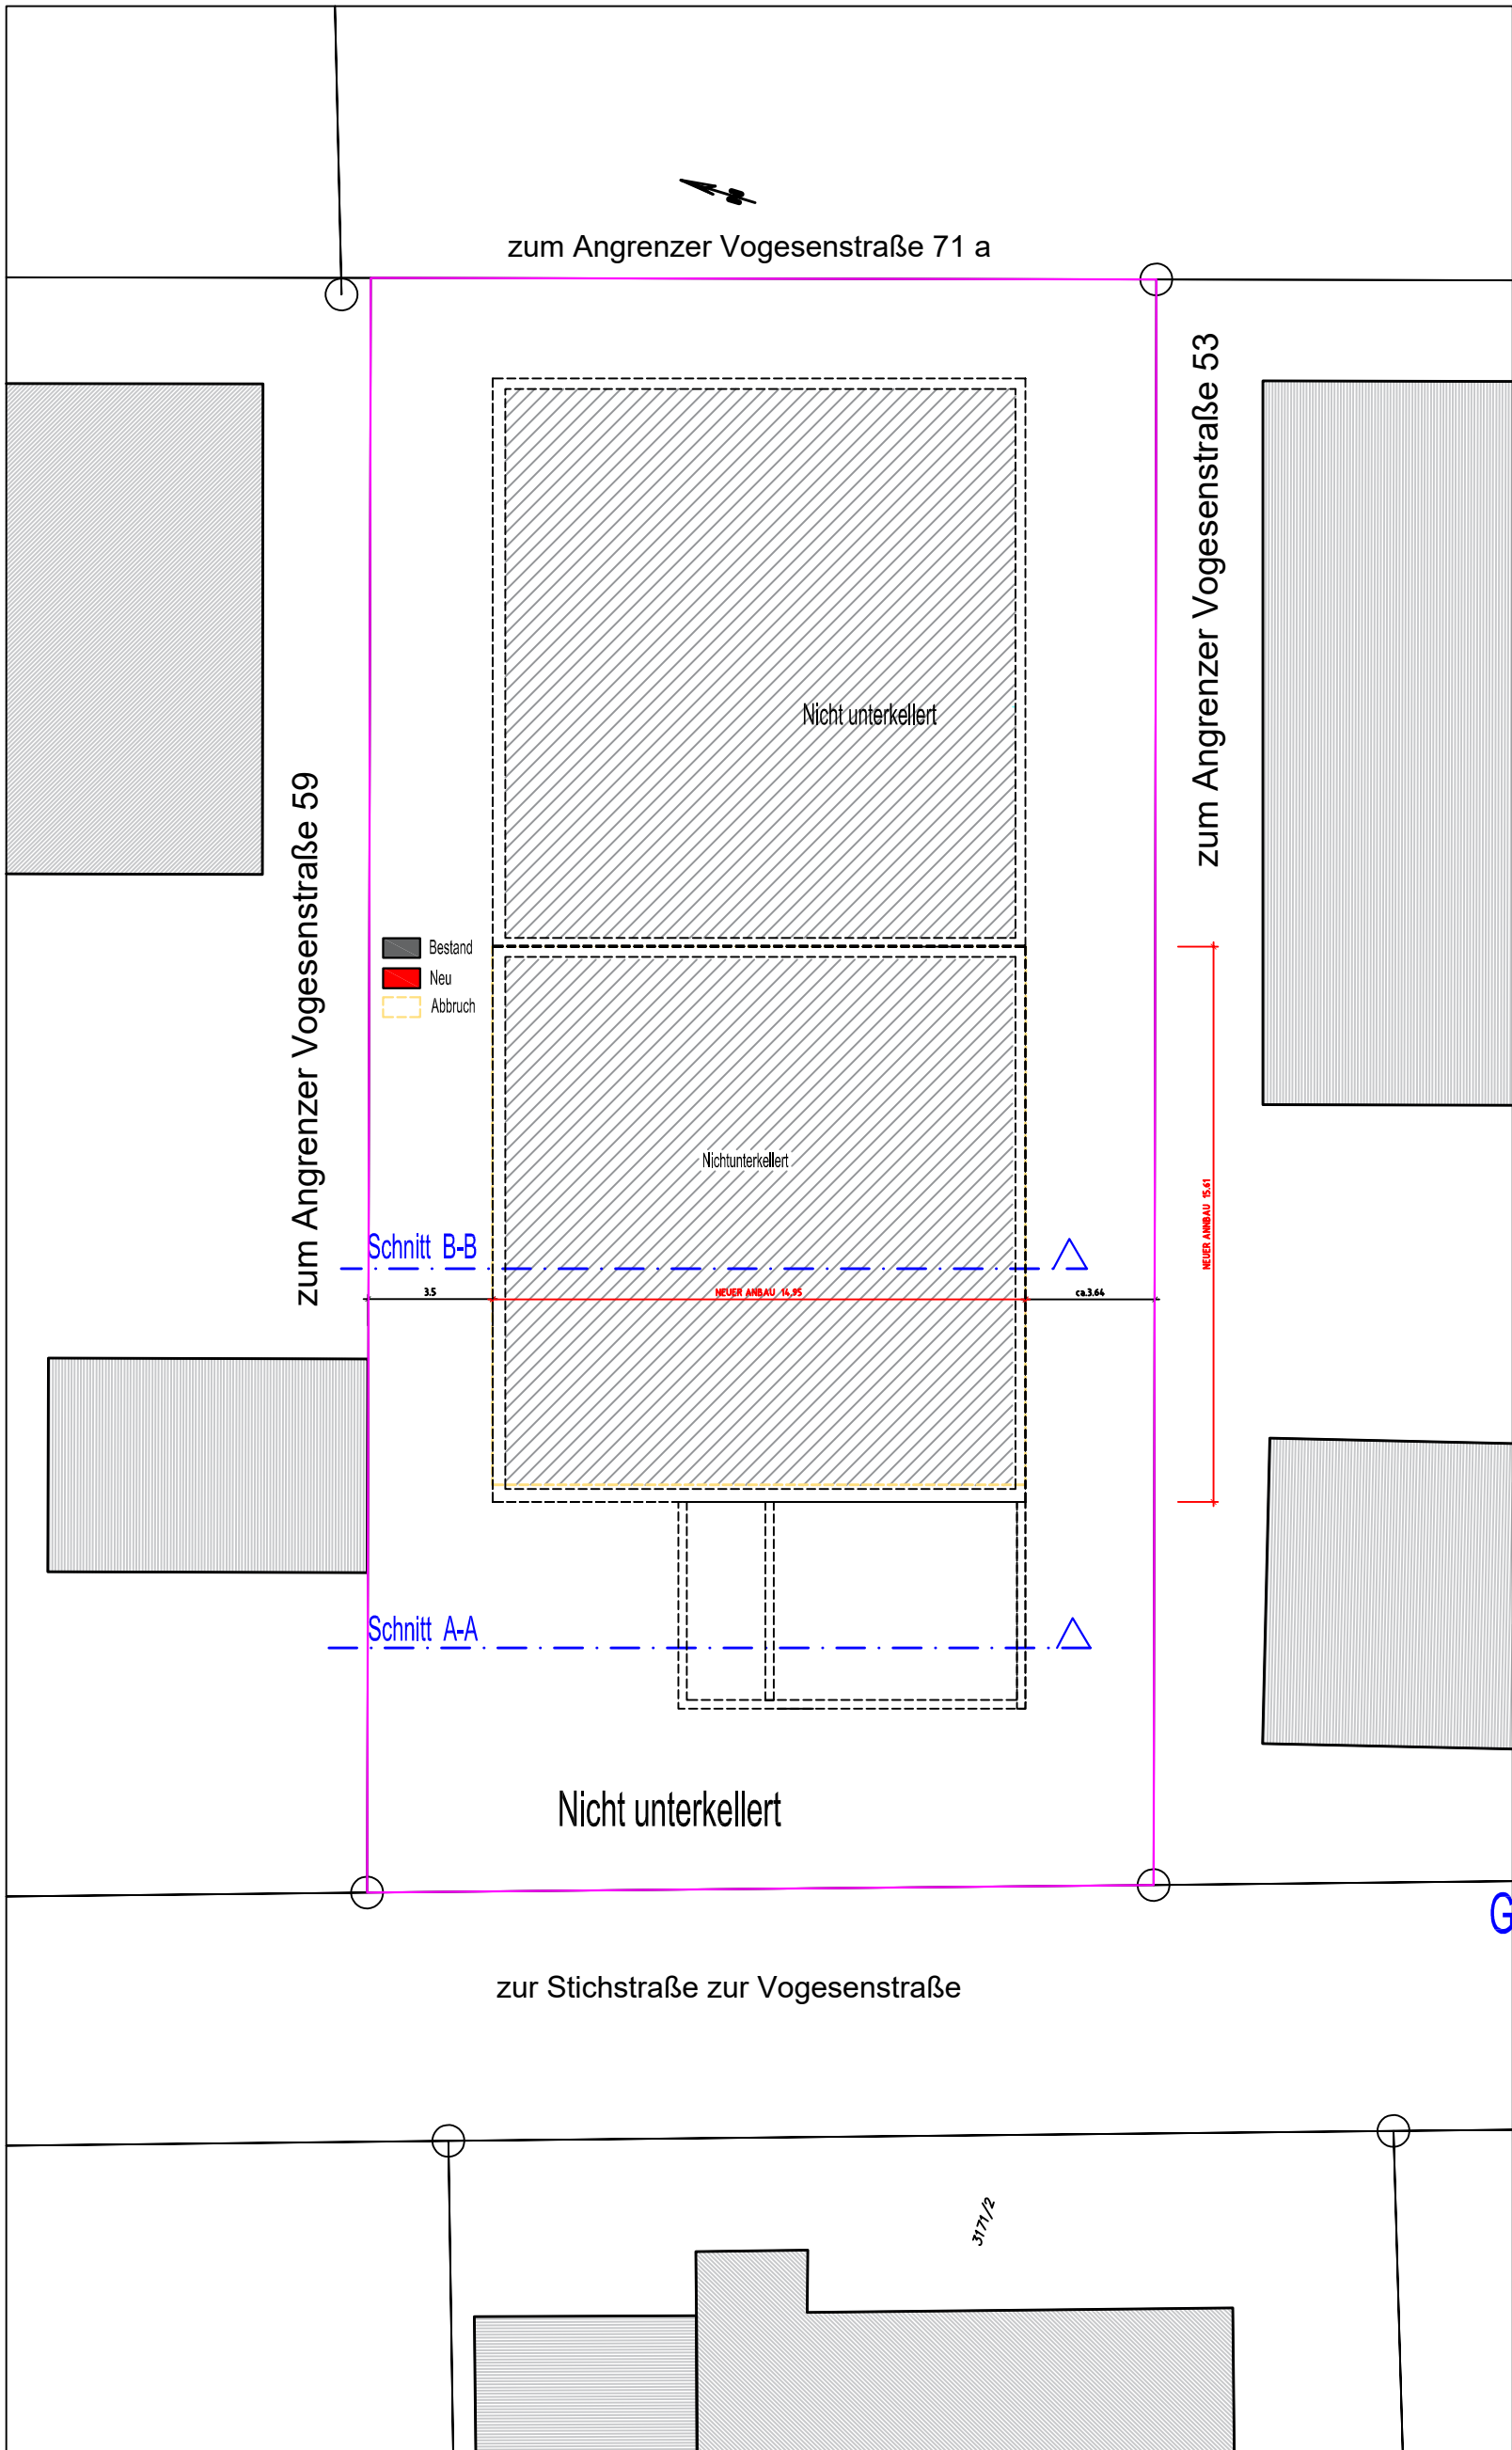 N
zum Angrenzer Vogesenstraße 71 a
zum Angrenzer Vogesenstraße 53
Nicht unterkellert
zum Angrenzer Vogesenstraße 59
Bestand
Neu
Abbruch
Nichtunterkellert
NEUER ANNBAU 15.61
Schnitt B-B
3.5
NEUER ANBAU 14.95
ca.3.64
Schnitt A-A
Nicht unterkellert
G
zur Stichstraße zur Vogesenstraße
3171/2